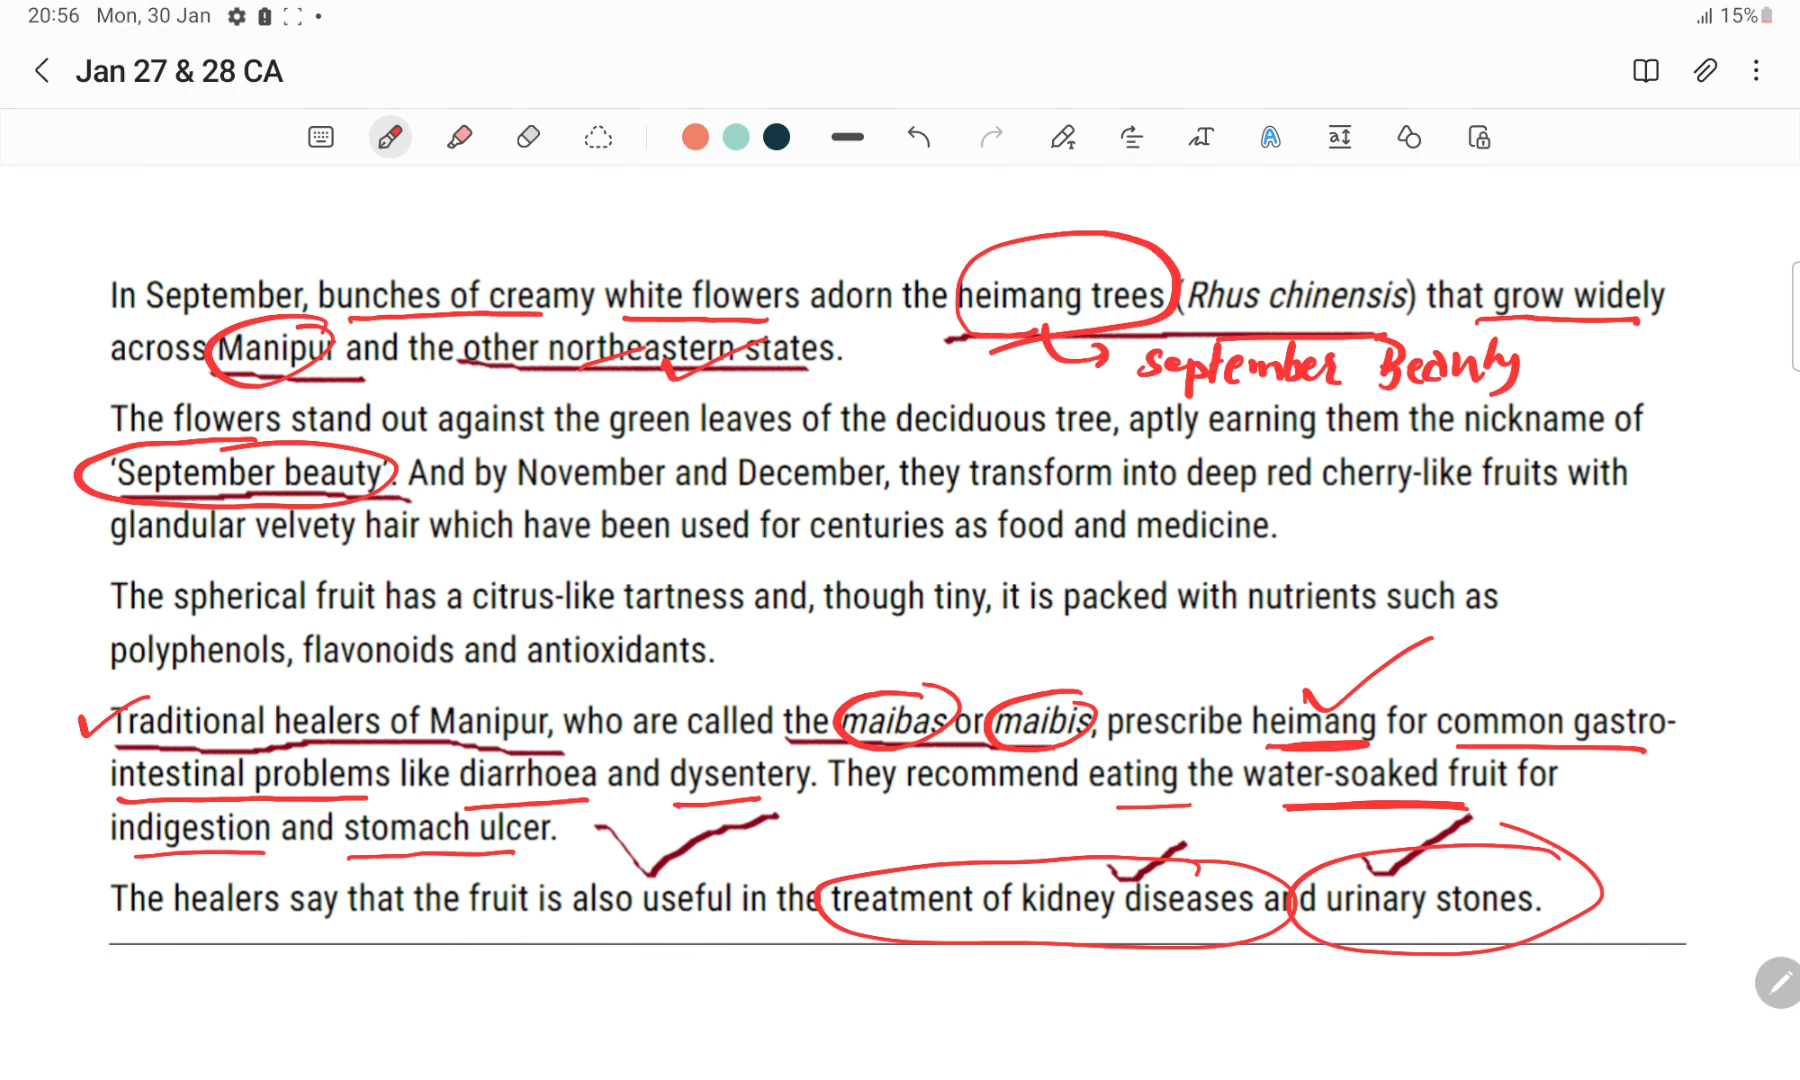 20:56 Mon, 30 Jan 15%
Jan 27 & 28 CA
In September, bunches of creamy white flowers adorn the heimang trees (Rhus chinensis) that grow widely
across Manipur and the other northeastern states.
September Beauty
The flowers stand out against the green leaves of the deciduous tree, aptly earning them the nickname of
‘September beauty’. And by November and December, they transform into deep red cherry-like fruits with
glandular velvety hair which have been used for centuries as food and medicine.
The spherical fruit has a citrus-like tartness and, though tiny, it is packed with nutrients such as
polyphenols, flavonoids and antioxidants.
Traditional healers of Manipur, who are called the maibas or maibis, prescribe heimang for common gastro-
intestinal problems like diarrhoea and dysentery. They recommend eating the water-soaked fruit for
indigestion and stomach ulcer.
The healers say that the fruit is also useful in the treatment of kidney diseases and urinary stones.